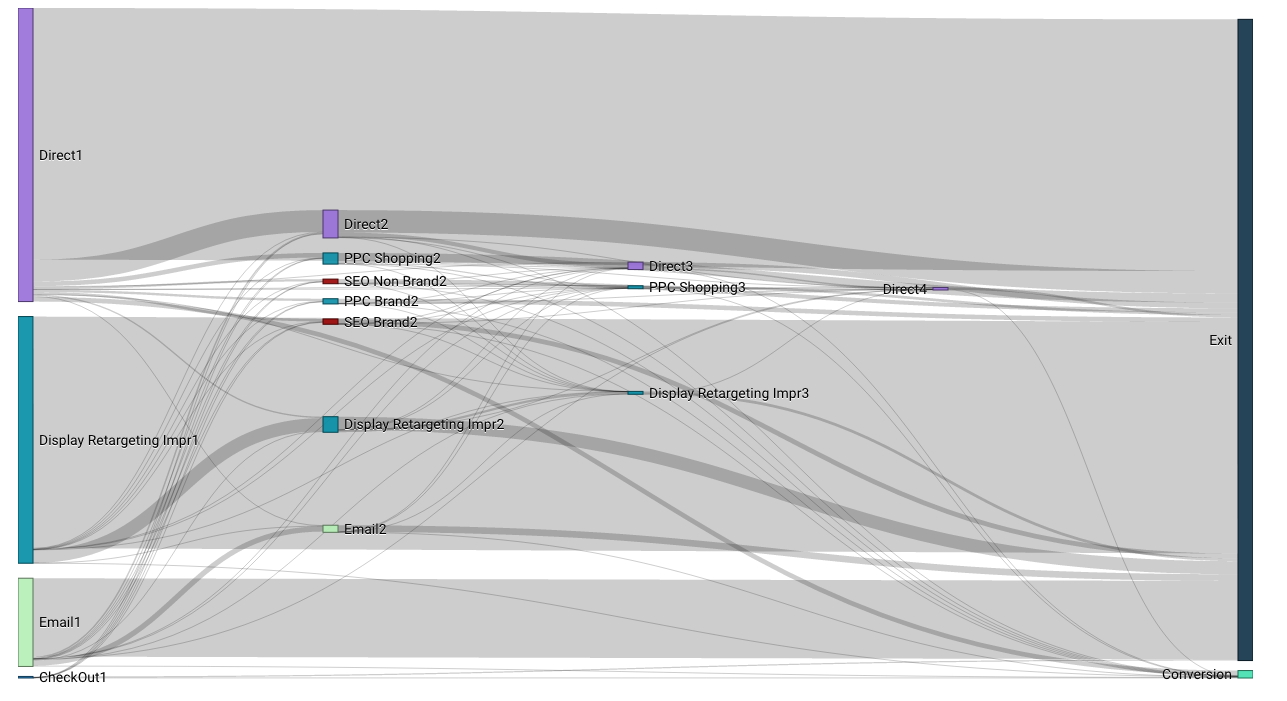 Direct1
Direct2
PPC Shopping2
Direct3
SEO Non Brand2
PPC Shopping3
Direct4
PPC Brand2
SEO Brand2
Exit
Display Retargeting Impr3
Display Retargeting Impr2
Display Retargeting Impr1
Email2
Email1
CheckOut1
Conversion